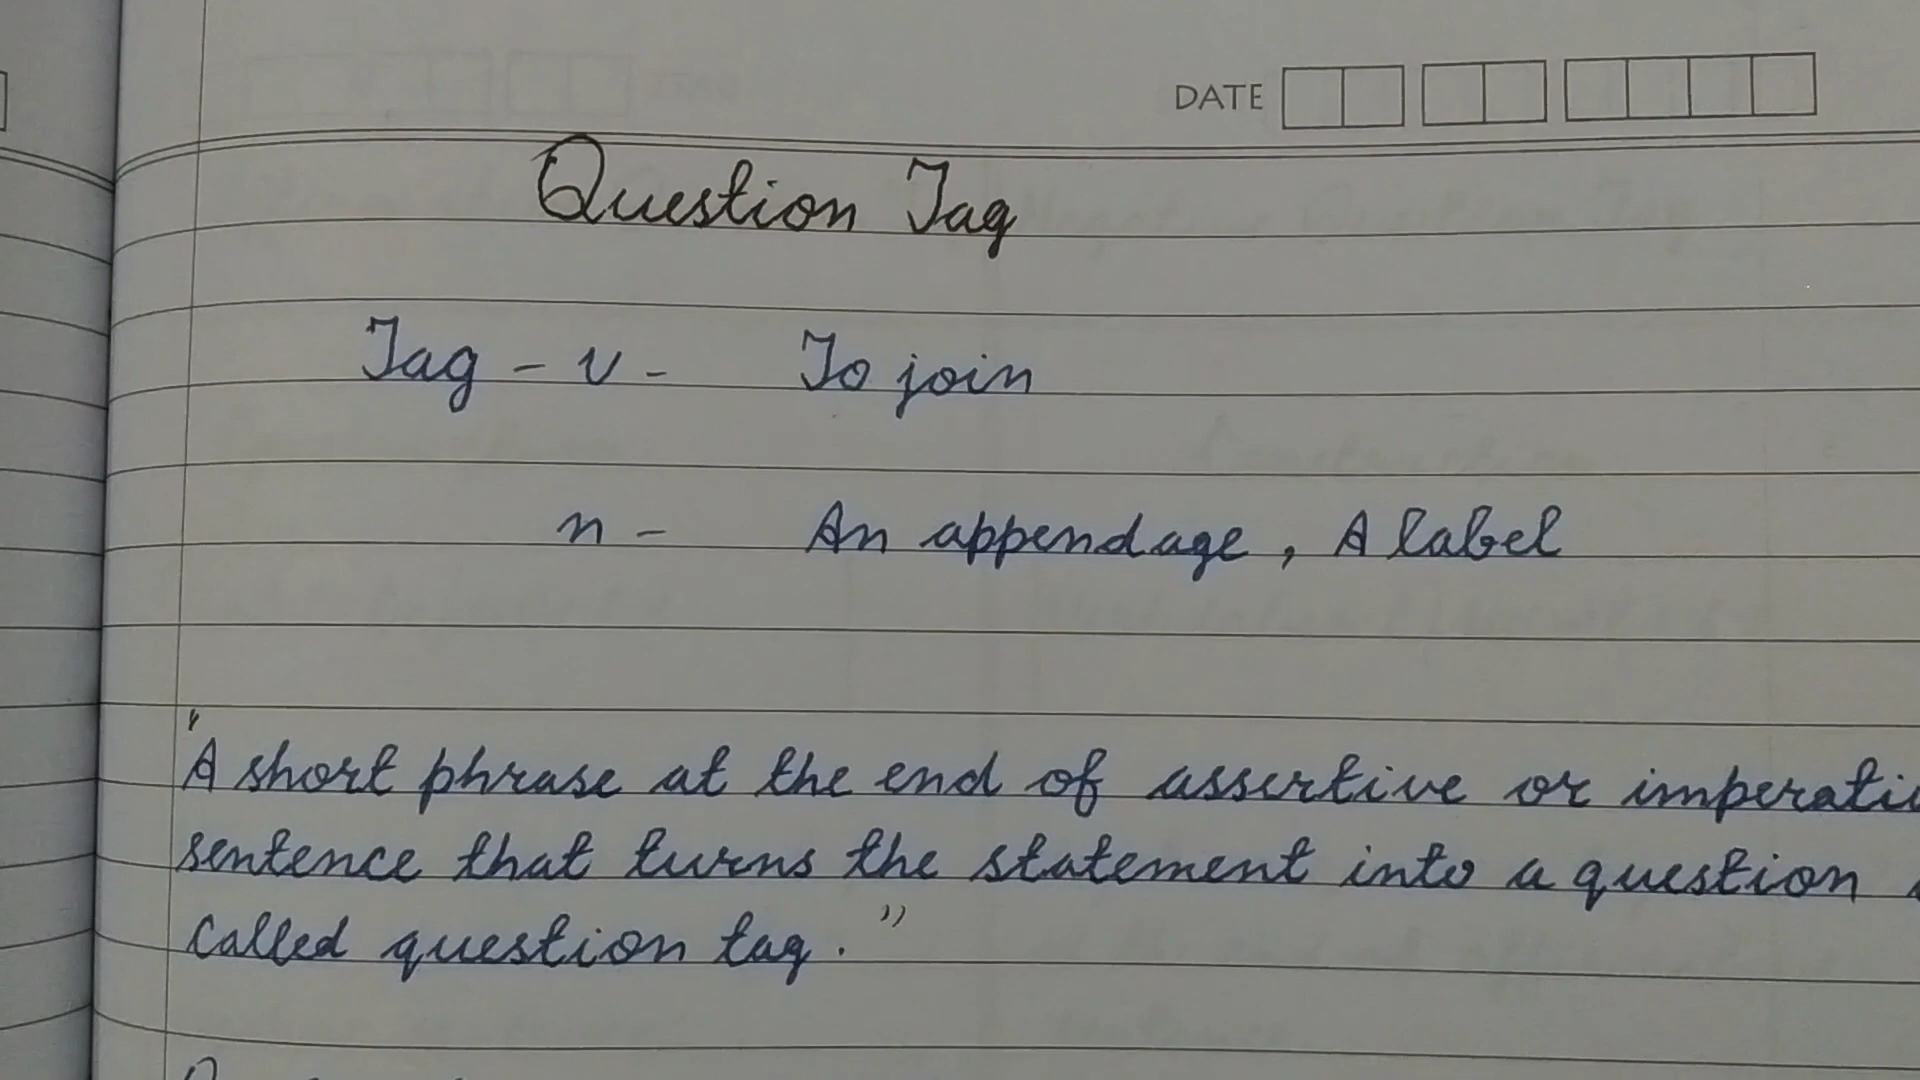 DATE
Question Tag
Tag - v - To join
n - An appendage, A label
"A short phrase at the end of assertive or imperati
sentence that turns the statement into a question
called question tag."